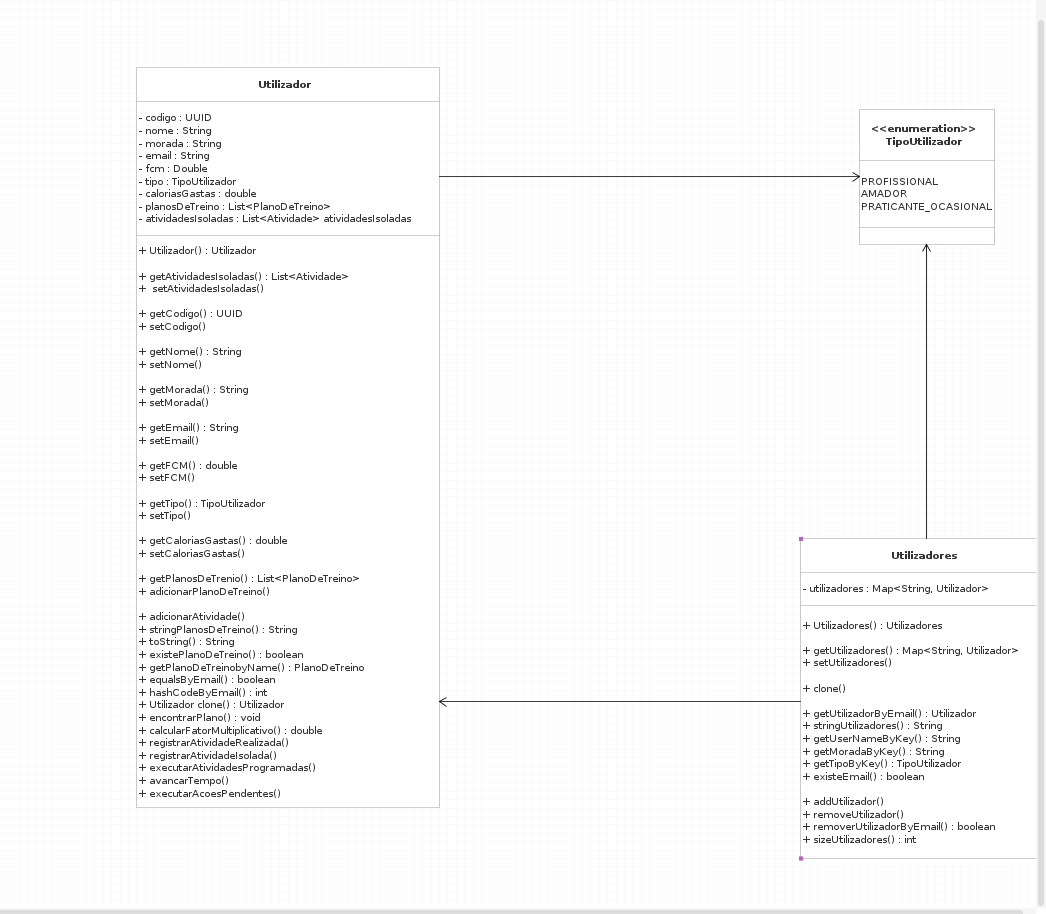 Utilizador
- codigo : UUID
- nome : String
- morada : String
- email : String
- fcm : Double
- tipo : TipoUtilizador
- caloriasGastas : double
- planosDeTreino : List<PlanoDeTreino>
- atividadesIsoladas : List<Atividade> atividadesIsoladas
+ Utilizador() : Utilizador
+ getAtividadesIsoladas() : List<Atividade>
+ setAtividadesIsoladas()
+ getCodigo() : UUID
+ setCodigo()
+ getNome() : String
+ setNome()
+ getMorada() : String
+ setMorada()
+ getEmail() : String
+ setEmail()
+ getFCM() : double
+ setFCM()
+ getTipo() : TipoUtilizador
+ setTipo()
+ getCaloriasGastas() : double
+ setCaloriasGastas()
+ getPlanosDeTrenio() : List<PlanoDeTreino>
+ adicionarPlanoDeTreino()
+ adicionarAtividade()
+ stringPlanosDeTreino() : String
+ toString() : String
+ existePlanoDeTreino() : boolean
+ getPlanoDeTreinobyName() : PlanoDeTreino
+ equalsByEmail() : boolean
+ hashCodeByEmail() : int
+ Utilizador clone() : Utilizador
+ encontrarPlano() : void
+ calcularFatorMultiplicativo() : double
+ registrarAtividadeRealizada()
+ registrarAtividadeIsolada()
+ executarAtividadesProgramadas()
+ avancarTempo()
+ executarAcoesPendentes()
<<enumeration>>
TipoUtilizador
PROFISSIONAL
AMADOR
PRATICANTE_OCASIONAL
Utilizadores
- utilizadores : Map<String, Utilizador>
+ Utilizadores() : Utilizadores
+ getUtilizadores() : Map<String, Utilizador>
+ setUtilizadores()
+ clone()
+ getUtilizadorByEmail() : Utilizador
+ stringUtilizadores() : String
+ getUserNameByKey() : String
+ getMoradaByKey() : String
+ getTipoByKey() : TipoUtilizador
+ existeEmail() : boolean
+ addUtilizador()
+ removeUtilizador()
+ removerUtilizadorByEmail() : boolean
+ sizeUtilizadores() : int